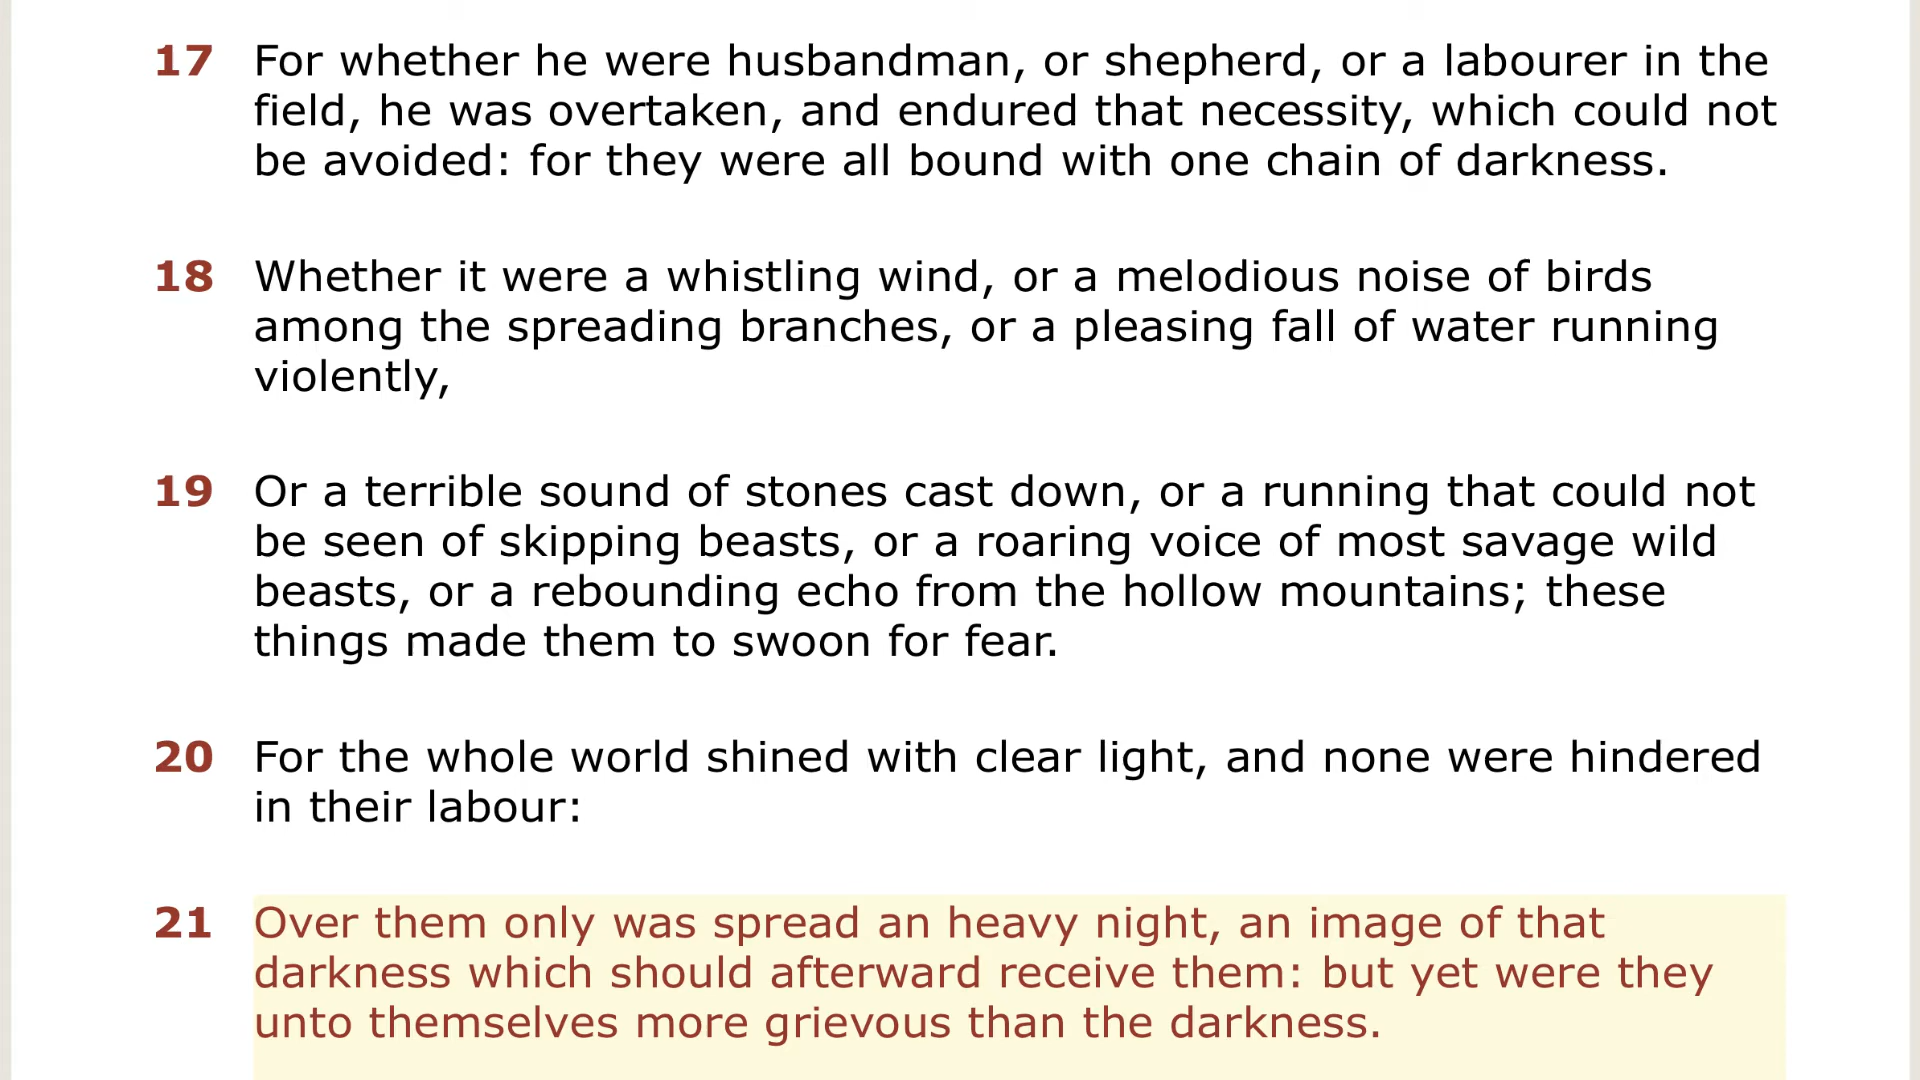 17 For whether he were husbandman, or shepherd, or a labourer in the
field, he was overtaken, and endured that necessity, which could not
be avoided: for they were all bound with one chain of darkness.
18 Whether it were a whistling wind, or a melodious noise of birds
among the spreading branches, or a pleasing fall of water running
violently,
19 Or a terrible sound of stones cast down, or a running that could not
be seen of skipping beasts, or a roaring voice of most savage wild
beasts, or a rebounding echo from the hollow mountains; these
things made them to swoon for fear.
20 For the whole world shined with clear light, and none were hindered
in their labour:
21 Over them only was spread an heavy night, an image of that
darkness which should afterward receive them: but yet were they
unto themselves more grievous than the darkness.